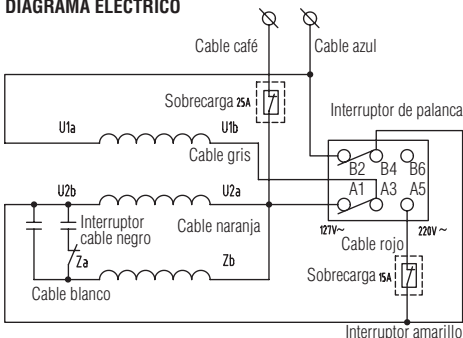 DIAGRAMA ELÉCTRICO
Cable café
Cable azul
Sobrecarga 25A
Interruptor de palanca
U1a
U1b
Cable gris
B2 B4 B6
A1 A3 A5
U2b
U2a
Interruptor
cable negro
Cable naranja
127V~
220V~
Cable rojo
Za
Zb
Sobrecarga 15A
Cable blanco
Interruptor amarillo